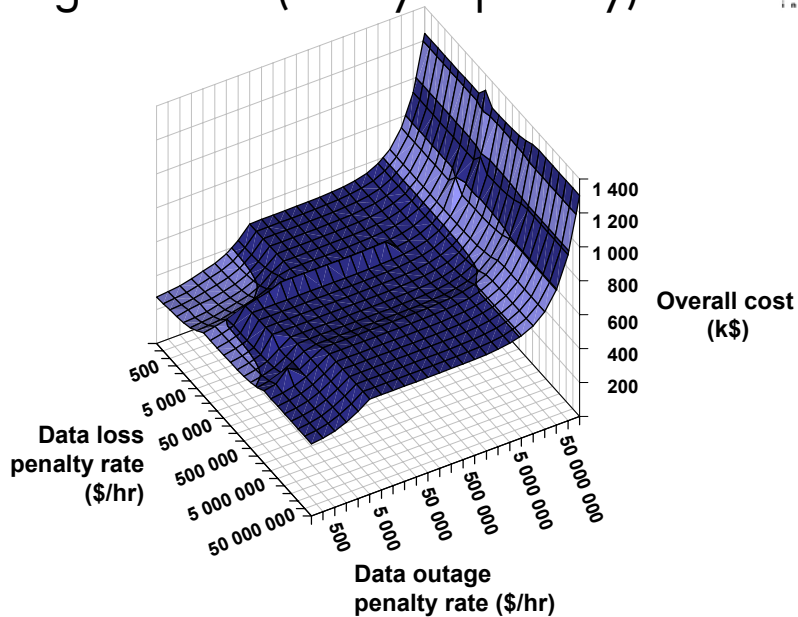 1 400
1 200
1 000
800
600
400
200
Overall cost
(k$)
500
5 000
50 000
500 000
5 000 000
50 000 000
Data loss
penalty rate
($/hr)
500
5 000
50 000
500 000
5 000 000
50 000 000
Data outage
penalty rate ($/hr)